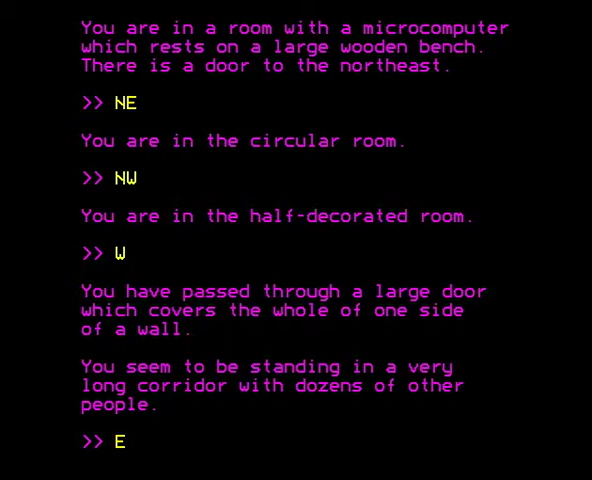 You are in a room with a microcomputer
which rests on a large wooden bench.
There is a door to the northeast.
>> NE
You are in the circular room.
>> NW
You are in the half-decorated room.
>> W
You have passed through a large door
which covers the whole of one side
of a wall.
You seem to be standing in a very
long corridor with dozens of other
people.
>> E